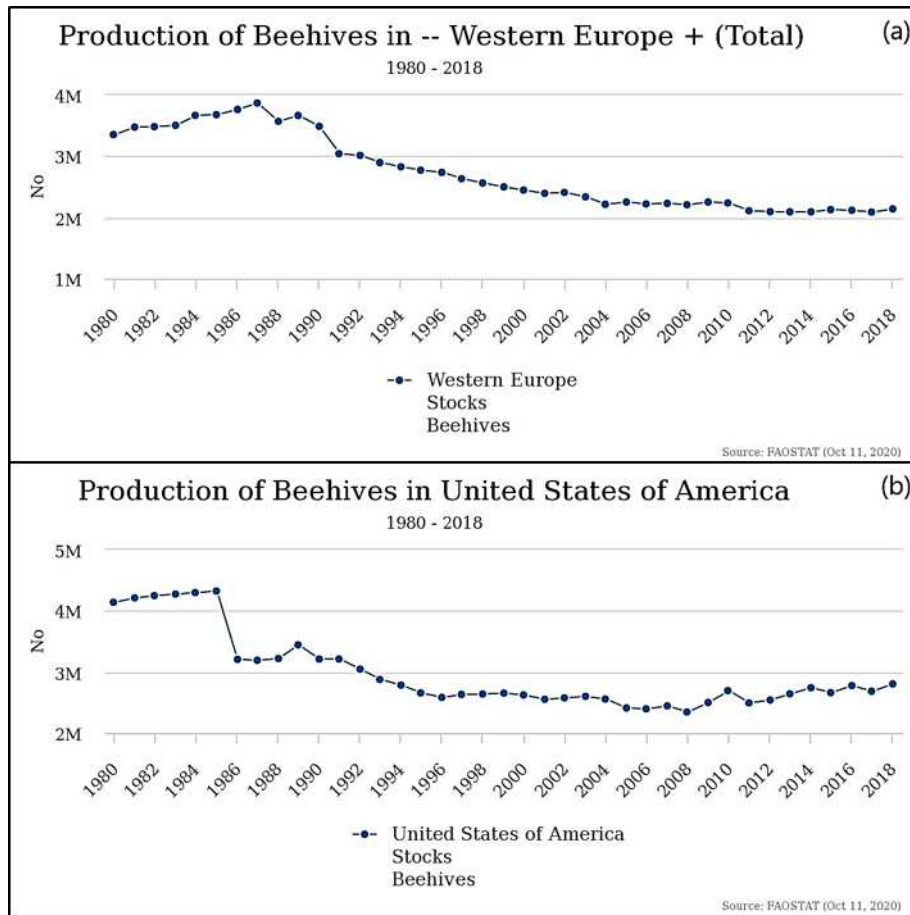 Production of Beehives in -- Western Europe + (Total)
(a)
1980 - 2018
4M
3M
2M
1M
No
1980
1982
1984
1986
1988
1990
1992
1994
1996
1998
2000
2002
2004
2006
2008
2010
2012
2014
2016
2018
Western Europe
Stocks
Beehives
Source: FAOSTAT (Oct 11, 2020)
Production of Beehives in United States of America
(b)
1980 - 2018
5M
4M
3M
2M
No
1980
1982
1984
1986
1988
1990
1992
1994
1996
1998
2000
2002
2004
2006
2008
2010
2012
2014
2016
2018
United States of America
Stocks
Beehives
Source: FAOSTAT (Oct 11, 2020)